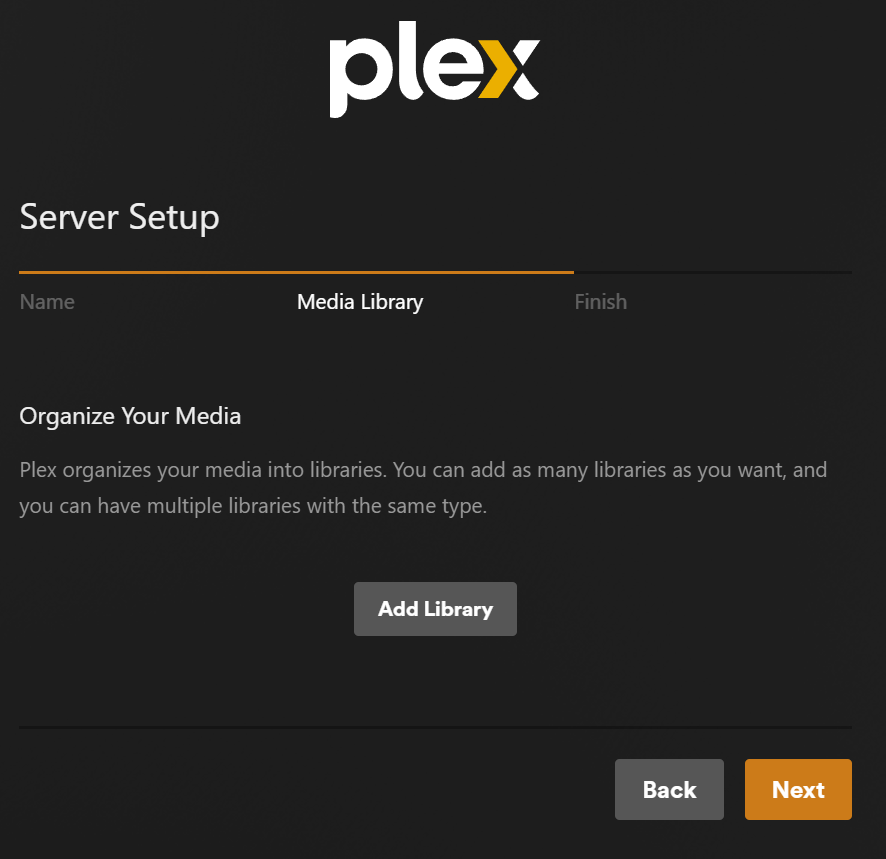 plex
Server Setup
Name
Media Library
Finish
Organize Your Media
Plex organizes your media into libraries. You can add as many libraries as you want, and
you can have multiple libraries with the same type.
Add Library
Back
Next